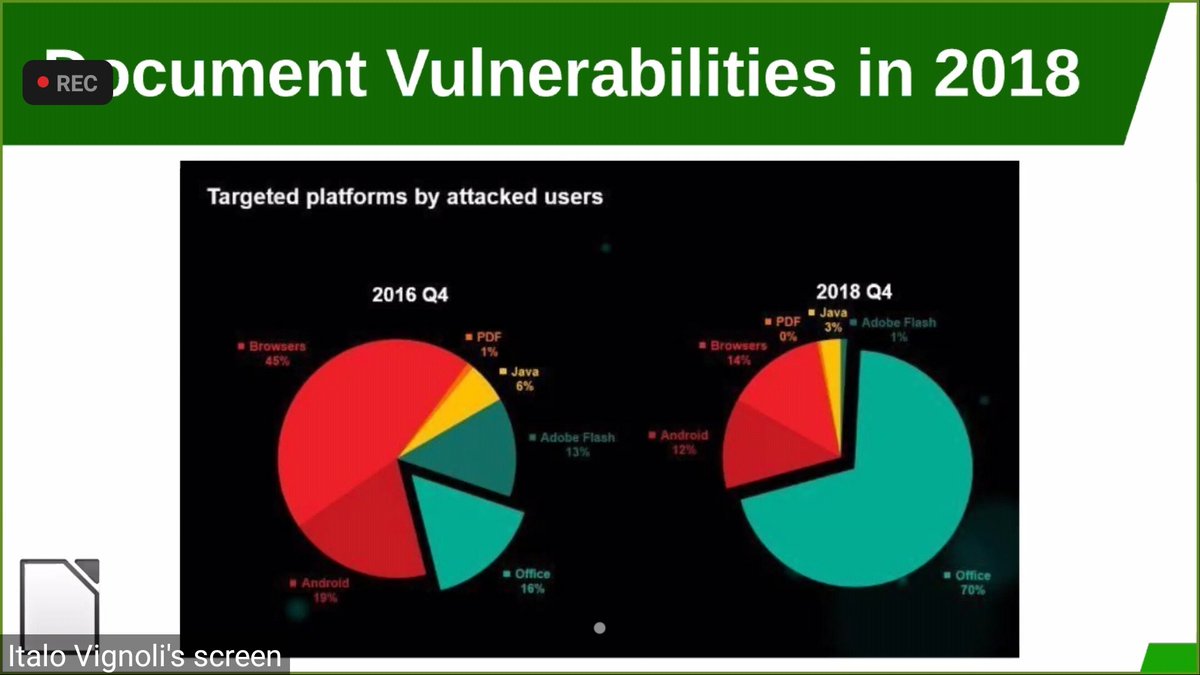 Document Vulnerabilities in 2018
REC
Targeted platforms by attacked users
2016 Q4
Browsers
45%
PDF
1%
Java
6%
Adobe Flash
13%
Office
16%
Android
19%
2018 Q4
Java
3%
PDF
0%
Adobe Flash
1%
Browsers
14%
Android
12%
Office
70%
Italo Vignoli's screen